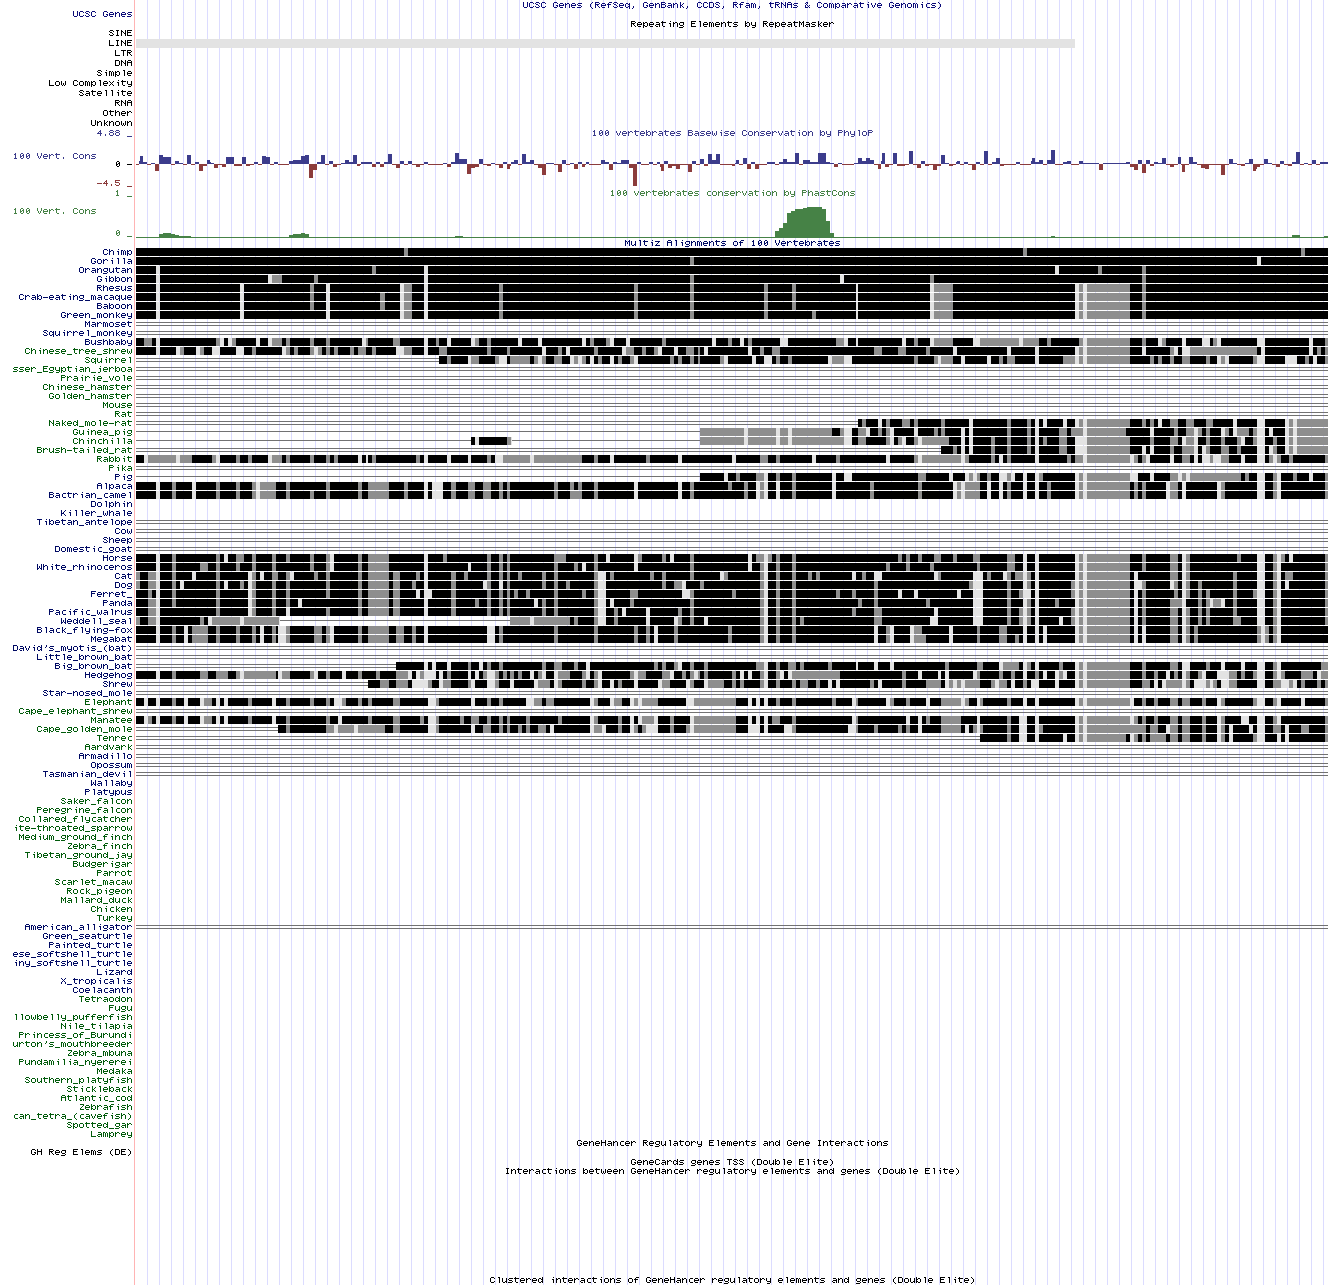 UCSC Genes (RefSeq, GenBank, CCDS, Rfam, tRNAs & Comparative Genomics)
UCSC Genes
Repeating Elements by RepeatMasker
SINE
LINE
LTR
DNA
Simple
Low Complexity
Satellite
RNA
Other
Unknown
100 vertebrates Basewise Conservation by PhyloP
4.88 _
100 Vert. Cons
0 -
-4.5 _
100 vertebrates conservation by PhastCons
1 _
100 Vert. Cons
0 _
Multiz Alignments of 100 Vertebrates
Chimp
Gorilla
Orangutan
Gibbon
Rhesus
Crab-eating_macaque
Baboon
Green_monkey
Marmoset
Squirrel_monkey
Bushbaby
Chinese_tree_shrew
Squirrel
sser_Egyptian_jerboa
Prairie_vole
Chinese_hamster
Golden_hamster
Mouse
Rat
Naked_mole-rat
Guinea_pig
Chinchilla
Brush-tailed_rat
Rabbit
Pika
Pig
Alpaca
Bactrian_camel
Dolphin
Killer_whale
Tibetan_antelope
Cow
Sheep
Domestic_goat
Horse
White_rhinoceros
Cat
Dog
Ferret_
Panda
Pacific_walrus
Weddell_seal
Black_flying-fox
Megabat
David's_myotis_(bat)
Little_brown_bat
Big_brown_bat
Hedgehog
Shrew
Star-nosed_mole
Elephant
Cape_elephant_shrew
Manatee
Cape_golden_mole
Tenrec
Aardvark
Armadillo
Opossum
Tasmanian_devil
Wallaby
Platypus
Saker_falcon
Peregrine_falcon
Collared_flycatcher
ite-throated_sparrow
Medium_ground_finch
Zebra_finch
Tibetan_ground_jay
Budgerigar
Parrot
Scarlet_macaw
Rock_pigeon
Mallard_duck
Chicken
Turkey
American_alligator
Green_seaturtle
Painted_turtle
ese_softshell_turtle
iny_softshell_turtle
Lizard
X_tropicalis
Coelacanth
Tetraodon
Fugu
llowbelly_pufferfish
Nile_tilapia
Princess_of_Burundi
urton's_mouthbreeder
Zebra_mbuna
Pundamilia_nyererei
Medaka
Southern_platyfish
Stickleback
Atlantic_cod
Zebrafish
can_tetra_(cavefish)
Spotted_gar
Lamprey
GeneHancer Regulatory Elements and Gene Interactions
GH Reg Elems (DE)
GeneCards genes TSS (Double Elite)
Interactions between GeneHancer regulatory elements and genes (Double Elite)
Clustered interactions of GeneHancer regulatory elements and genes (Double Elite)